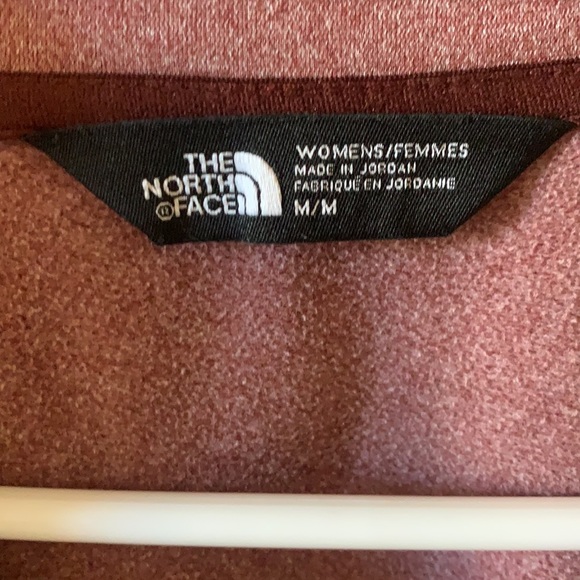 THE
NORTH
®FACE
WOMENS/FEMMES
MADE IN JORDAN
FABRIQUÉ EN JORDANIE
M/M